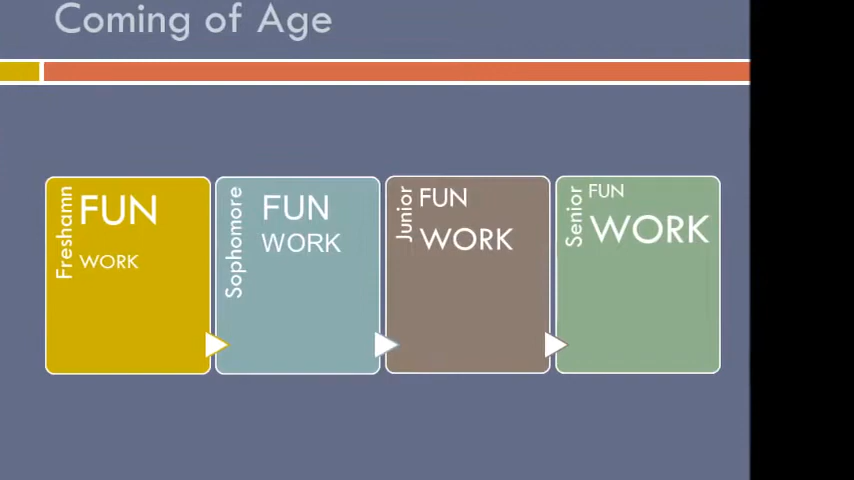 Coming of Age
Freshamn
FUN
WORK
Sophomore
FUN
WORK
Junior
FUN
WORK
Senior
FUN
WORK